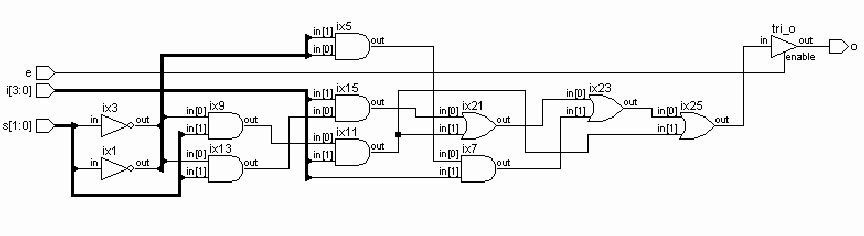 ix5
in[1]
out
in[0]
tri_o
in
out
o
enable
e
i[3:0]
s[1:0]
ix3
in
out
ix1
in
out
ix9
in[0]
in[1]
out
ix13
in[0]
in[1]
out
ix15
in[1]
in[0]
out
ix11
in[0]
in[1]
out
ix21
in[0]
in[1]
out
ix7
in[0]
in[1]
out
ix23
in[0]
in[1]
out
ix25
in[0]
in[1]
out